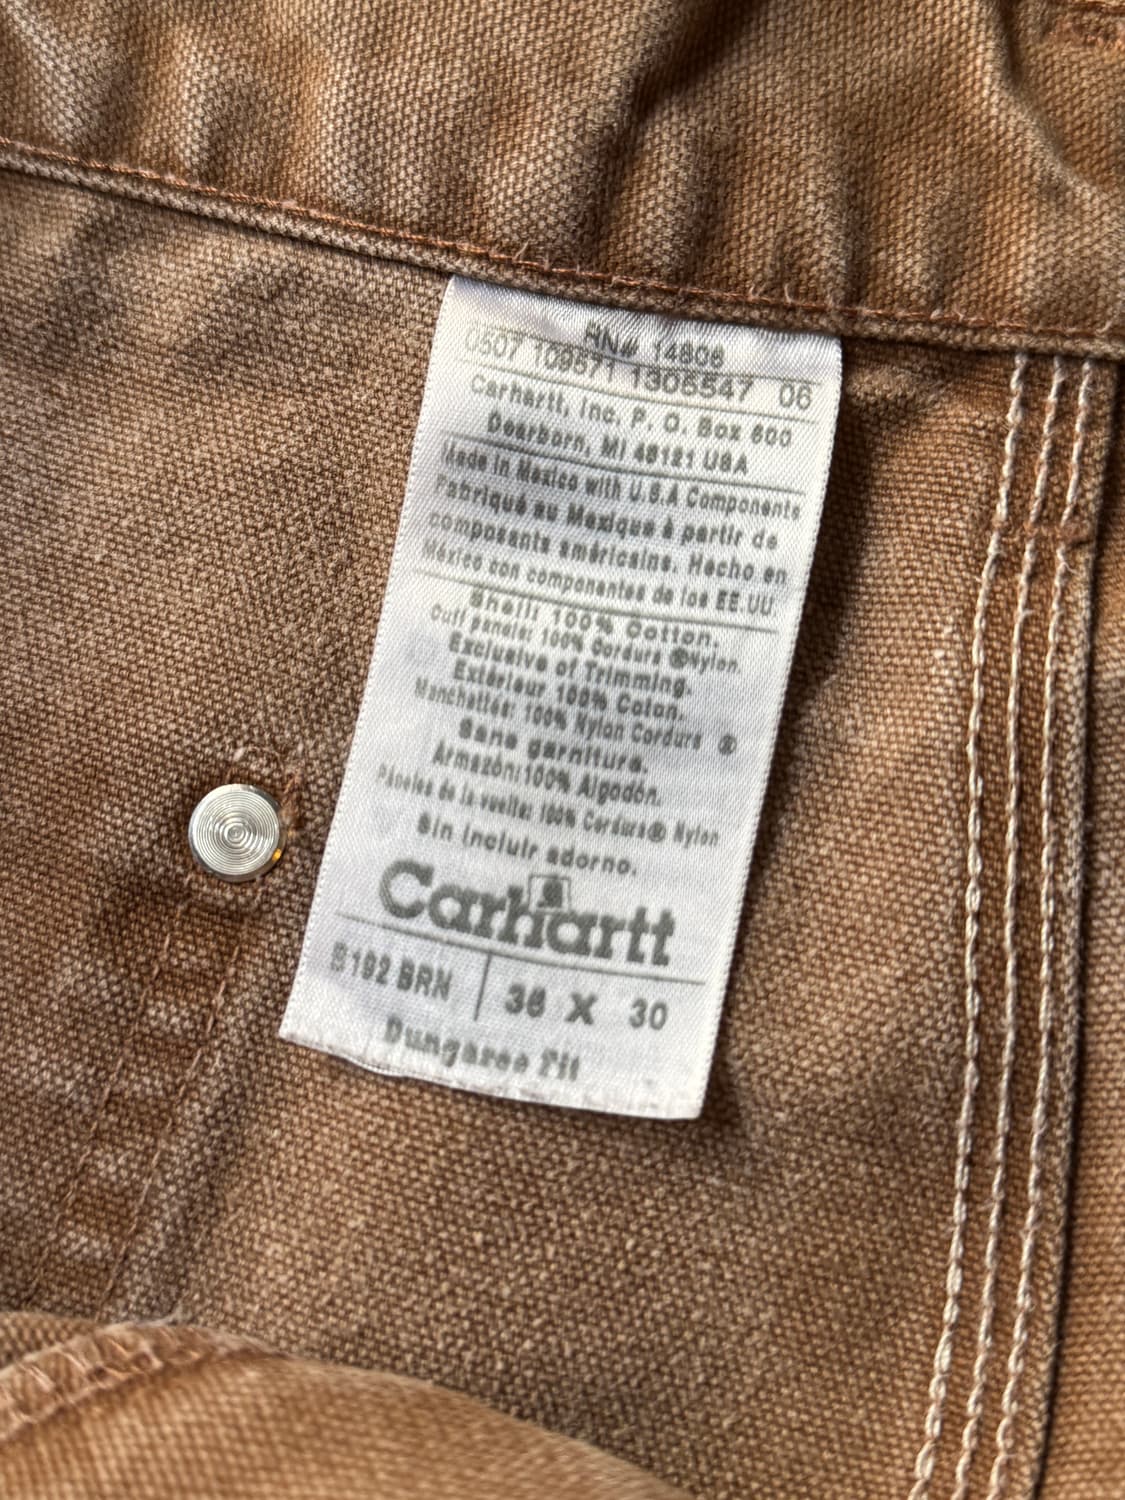 RN# 14806
0507 109571 1305547 06
Carhartt, Inc. P. O. Box 600
Dearborn, MI 48121 USA
Made in Mexico with U.S.A Components
Fabriqué au Mexique à partir de
composants américains. Hecho en
México con componentes de los EE.UU.
Shell: 100% Cotton.
Cuff panels: 100% Cordura ®Nylon.
Exclusive of Trimming.
Extérieur 100% Coton.
Manchettes: 100% Nylon Cordura ®
Sans garniture.
Armazón:100% Algodón.
Páneles de la vuelta: 100% Cordura® Nylon
Sin incluir adorno.
Carhartt
B192 BRN 36 X 30
Dungaree Fit